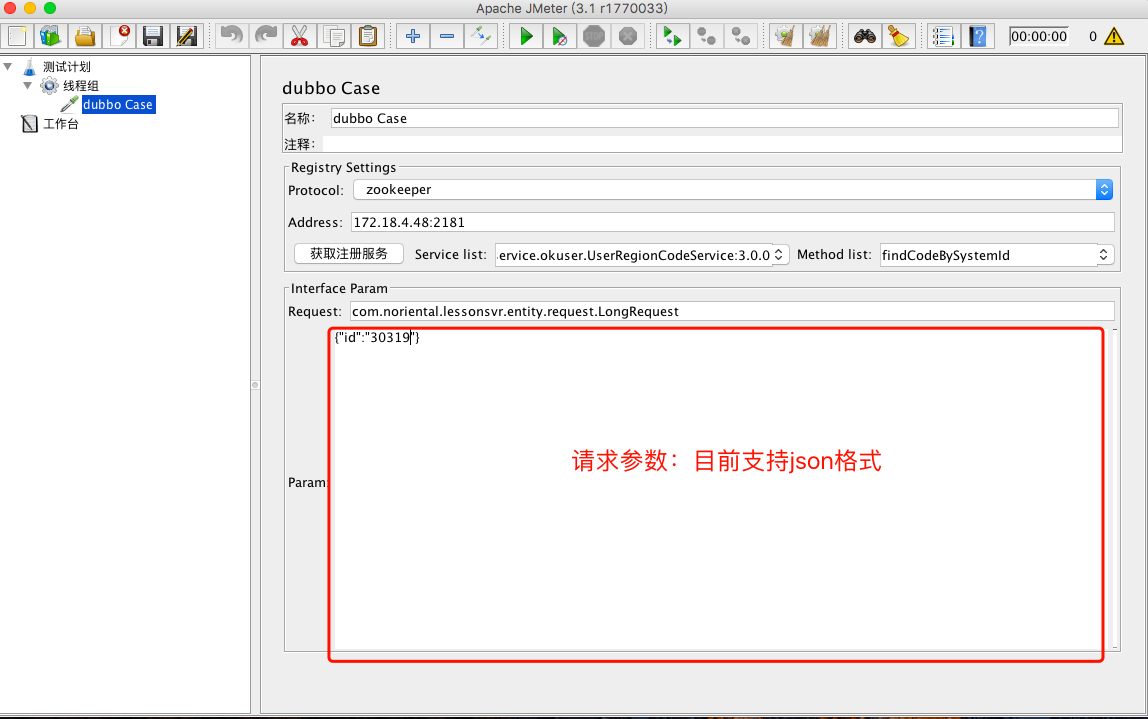 Apache JMeter (3.1 r1770033)
STOP
00:00:00
0
测试计划
线程组
dubbo Case
工作台
dubbo Case
名称: dubbo Case
注释:
Registry Settings
Protocol: zookeeper
Address: 172.18.4.48:2181
获取注册服务 Service list: .ervice.okuser.UserRegionCodeService:3.0.0 Method list: findCodeBySystemId
Interface Param
Request: com.noriental.lessonsvr.entity.request.LongRequest
{"id":"30319"}
请求参数：目前支持json格式
Param: